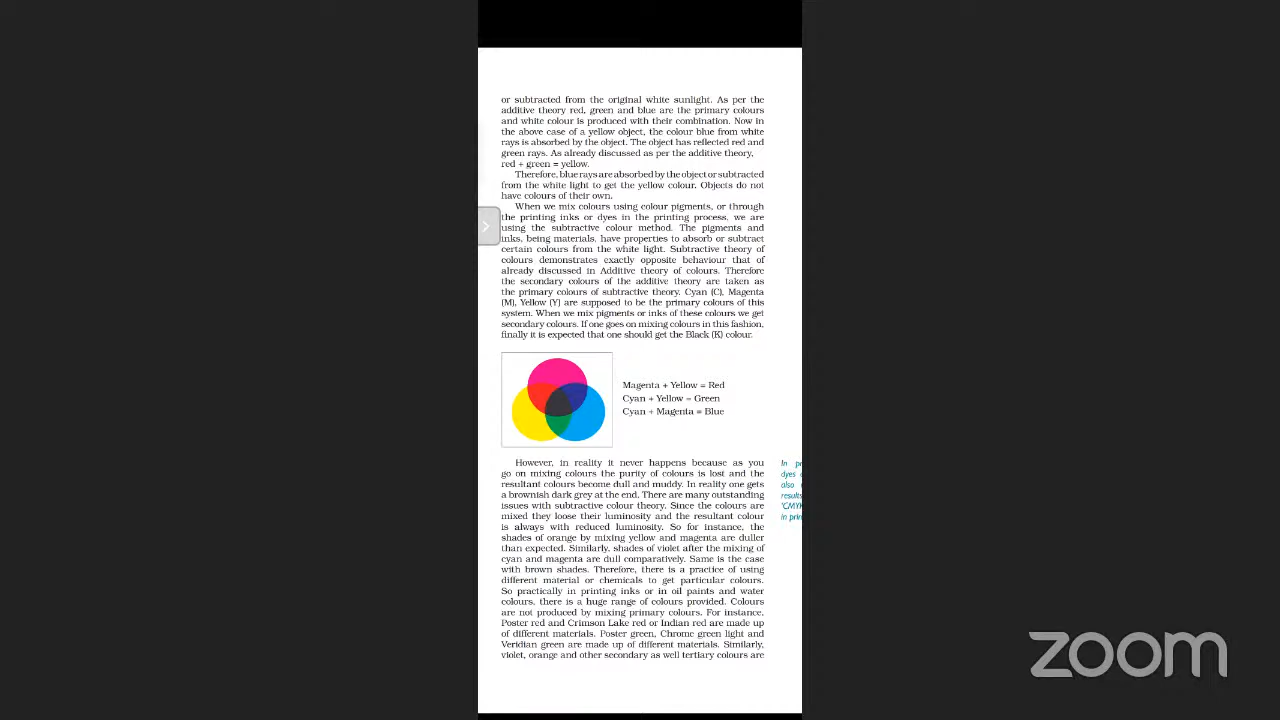 or subtracted from the original white sunlight. As per the
additive theory red, green and blue are the primary colours
and white colour is produced with their combination. Now in
the above case of a yellow object, the colour blue from white
rays is absorbed by the object. The object has reflected red and
green rays. As already discussed as per the additive theory,
red + green = yellow.
Therefore, blue rays are absorbed by the object or subtracted
from the white light to get the yellow colour. Objects do not
have colours of their own.
When we mix colours using colour pigments, or through
the printing inks or dyes in the printing process, we are
using the subtractive colour method. The pigments and
inks, being materials, have properties to absorb or subtract
certain colours from the white light. Subtractive theory of
colours demonstrates exactly opposite behaviour that of
already discussed in Additive theory of colours. Therefore
the secondary colours of the additive theory are taken as
the primary colours of subtractive theory. Cyan (C), Magenta
(M), Yellow (Y) are supposed to be the primary colours of this
system. When we mix pigments or inks of these colours we get
secondary colours. If one goes on mixing colours in this fashion,
finally it is expected that one should get the Black (K) colour.
Magenta + Yellow = Red
Cyan + Yellow = Green
Cyan + Magenta = Blue
However, in reality it never happens because as you
go on mixing colours the purity of colours is lost and the
resultant colours become dull and muddy. In reality one gets
a brownish dark grey at the end. There are many outstanding
issues with subtractive colour theory. Since the colours are
mixed they loose their luminosity and the resultant colour
is always with reduced luminosity. So for instance, the
shades of orange by mixing yellow and magenta are duller
than expected. Similarly, shades of violet after the mixing of
cyan and magenta are dull comparatively. Same is the case
with brown shades. Therefore, there is a practice of using
different material or chemicals to get particular colours.
So practically in printing inks or in oil paints and water
colours, there is a huge range of colours provided. Colours
are not produced by mixing primary colours. For instance,
Poster red and Crimson Lake red or Indian red are made up
of different materials. Poster green, Chrome green light and
Veridian green are made up of different materials. Similarly,
violet, orange and other secondary as well tertiary colours are
In
dyes
also
results
'CMYK
in
zoom